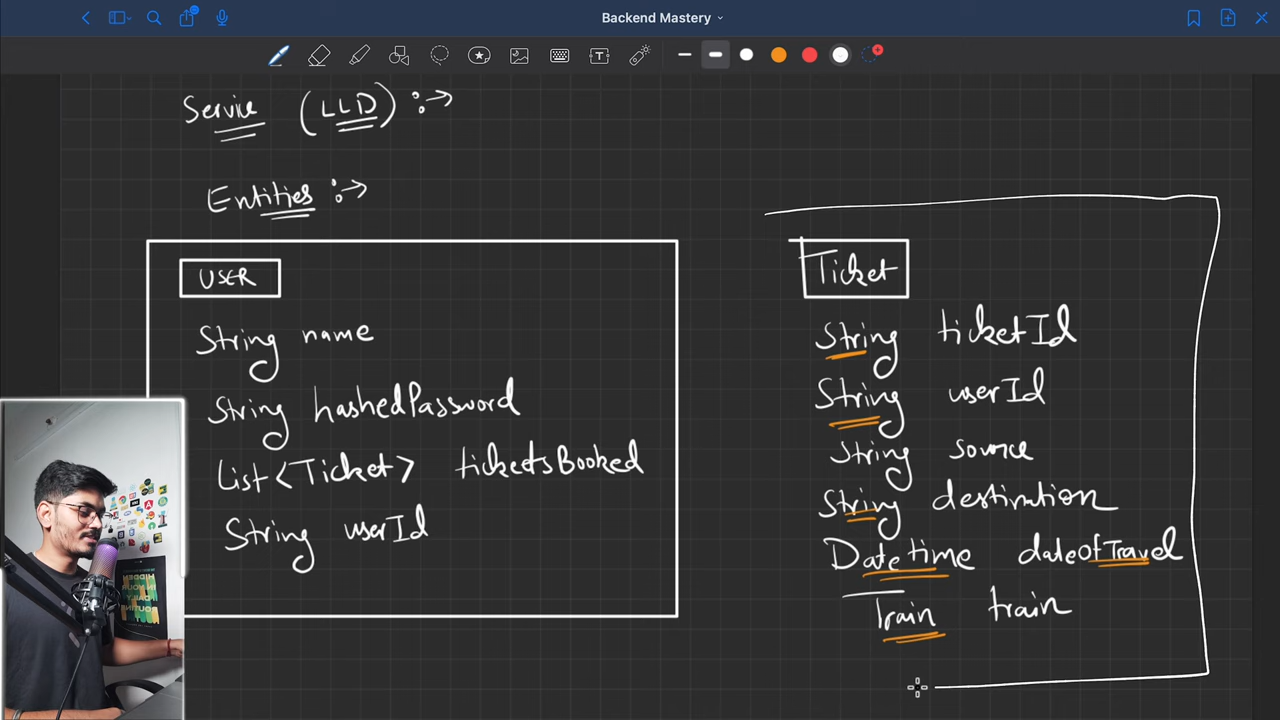 Backend Mastery
Service (LLD) :→
Entities :→
USER
String name
String hashedPassword
List<Ticket> ticketsBooked
String userId
Ticket
String ticketId
String userId
String source
String destination
Datetime dateofTravel
Train train